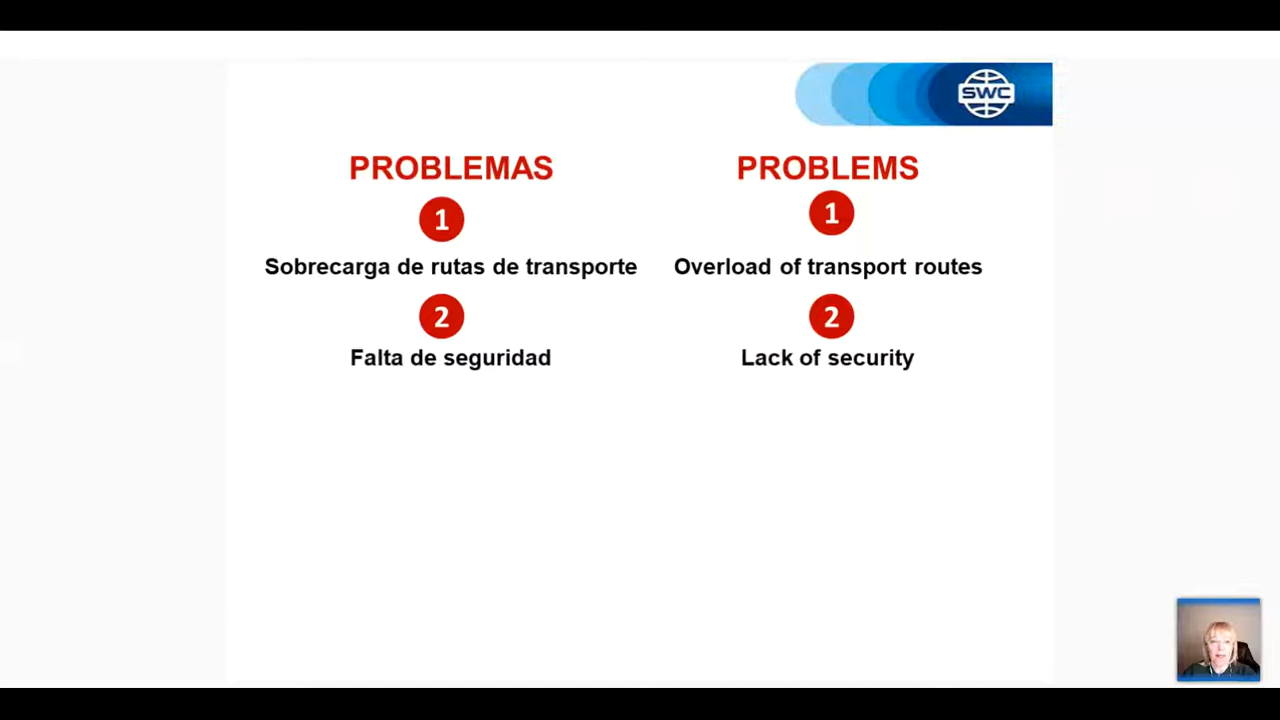 SWC
PROBLEMAS
1
Sobrecarga de rutas de transporte
2
Falta de seguridad
PROBLEMS
1
Overload of transport routes
2
Lack of security